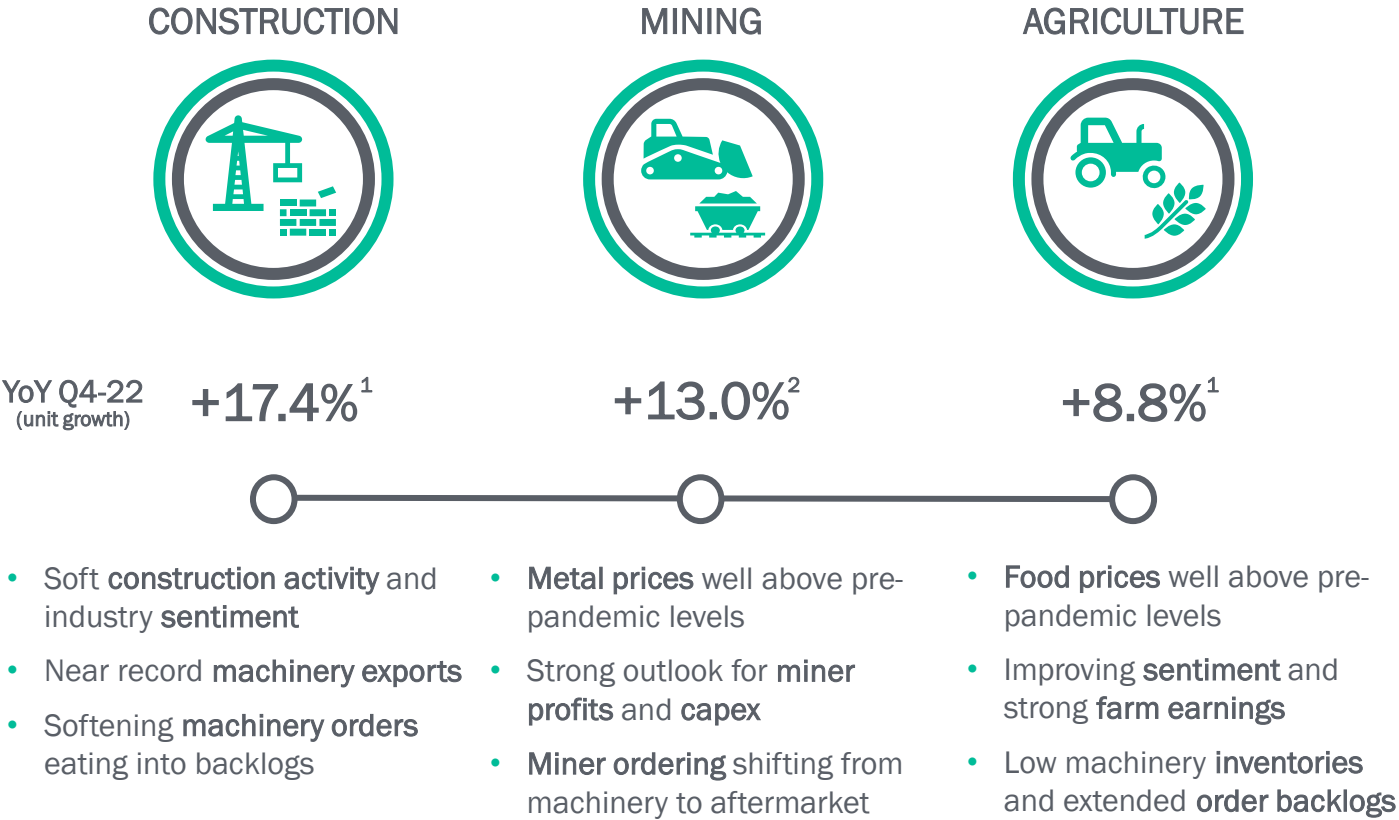 CONSTRUCTION
MINING
AGRICULTURE
YoY Q4-22
(unit growth)
+17.4%¹
+13.0%²
+8.8%¹
• Soft construction activity and
industry sentiment
• Near record machinery exports
• Softening machinery orders
eating into backlogs
• Metal prices well above pre-
pandemic levels
• Strong outlook for miner
profits and capex
• Miner ordering shifting from
machinery to aftermarket
• Food prices well above pre-
pandemic levels
• Improving sentiment and
strong farm earnings
• Low machinery inventories
and extended order backlogs